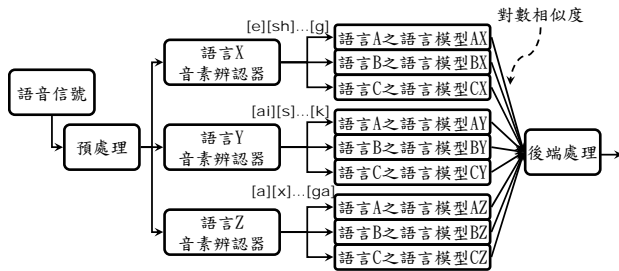 語音信號
預處理
語言X
音素辨認器
[e][sh]...[g]
語言A之語言模型AX
語言B之語言模型BX
語言C之語言模型CX
語言Y
音素辨認器
[ai][s]...[k]
語言A之語言模型AY
語言B之語言模型BY
語言C之語言模型CY
語言Z
音素辨認器
[a][x]...[ga]
語言A之語言模型AZ
語言B之語言模型BZ
語言C之語言模型CZ
對數相似度
後端處理